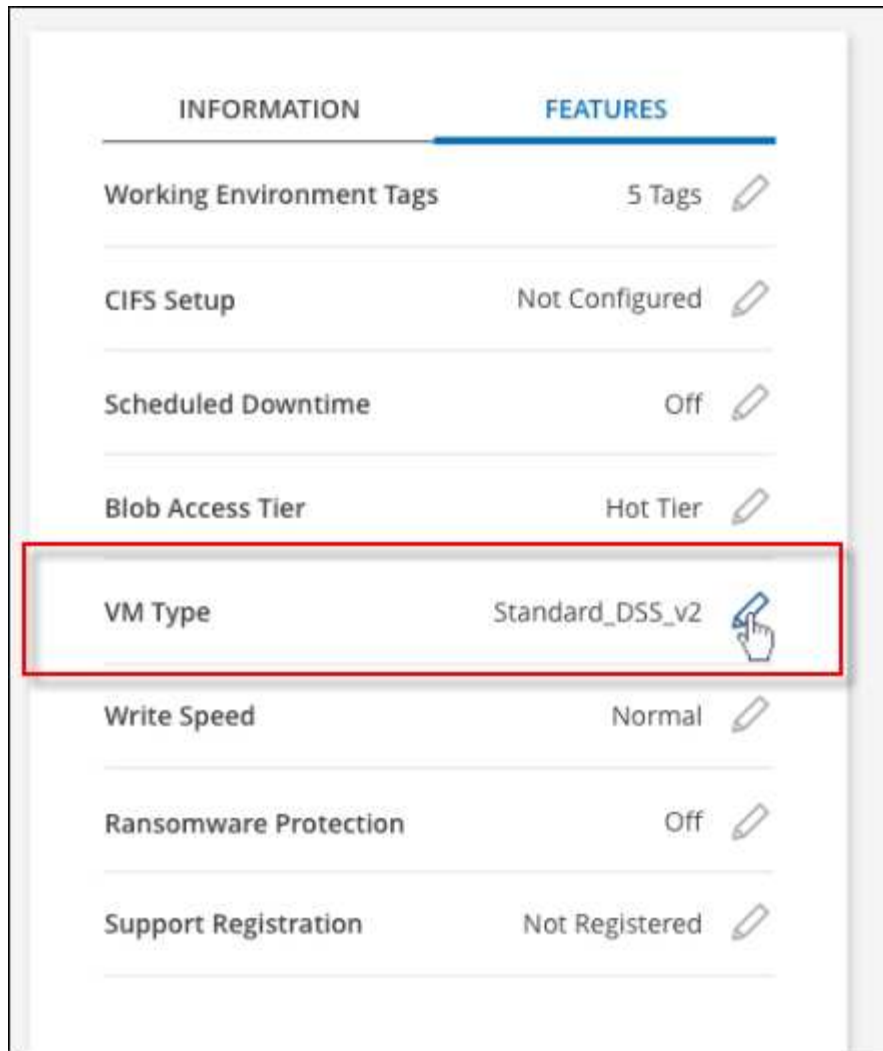 INFORMATION FEATURES
Working Environment Tags 5 Tags
CIFS Setup Not Configured
Scheduled Downtime Off
Blob Access Tier Hot Tier
VM Type Standard_DSS_v2
Write Speed Normal
Ransomware Protection Off
Support Registration Not Registered